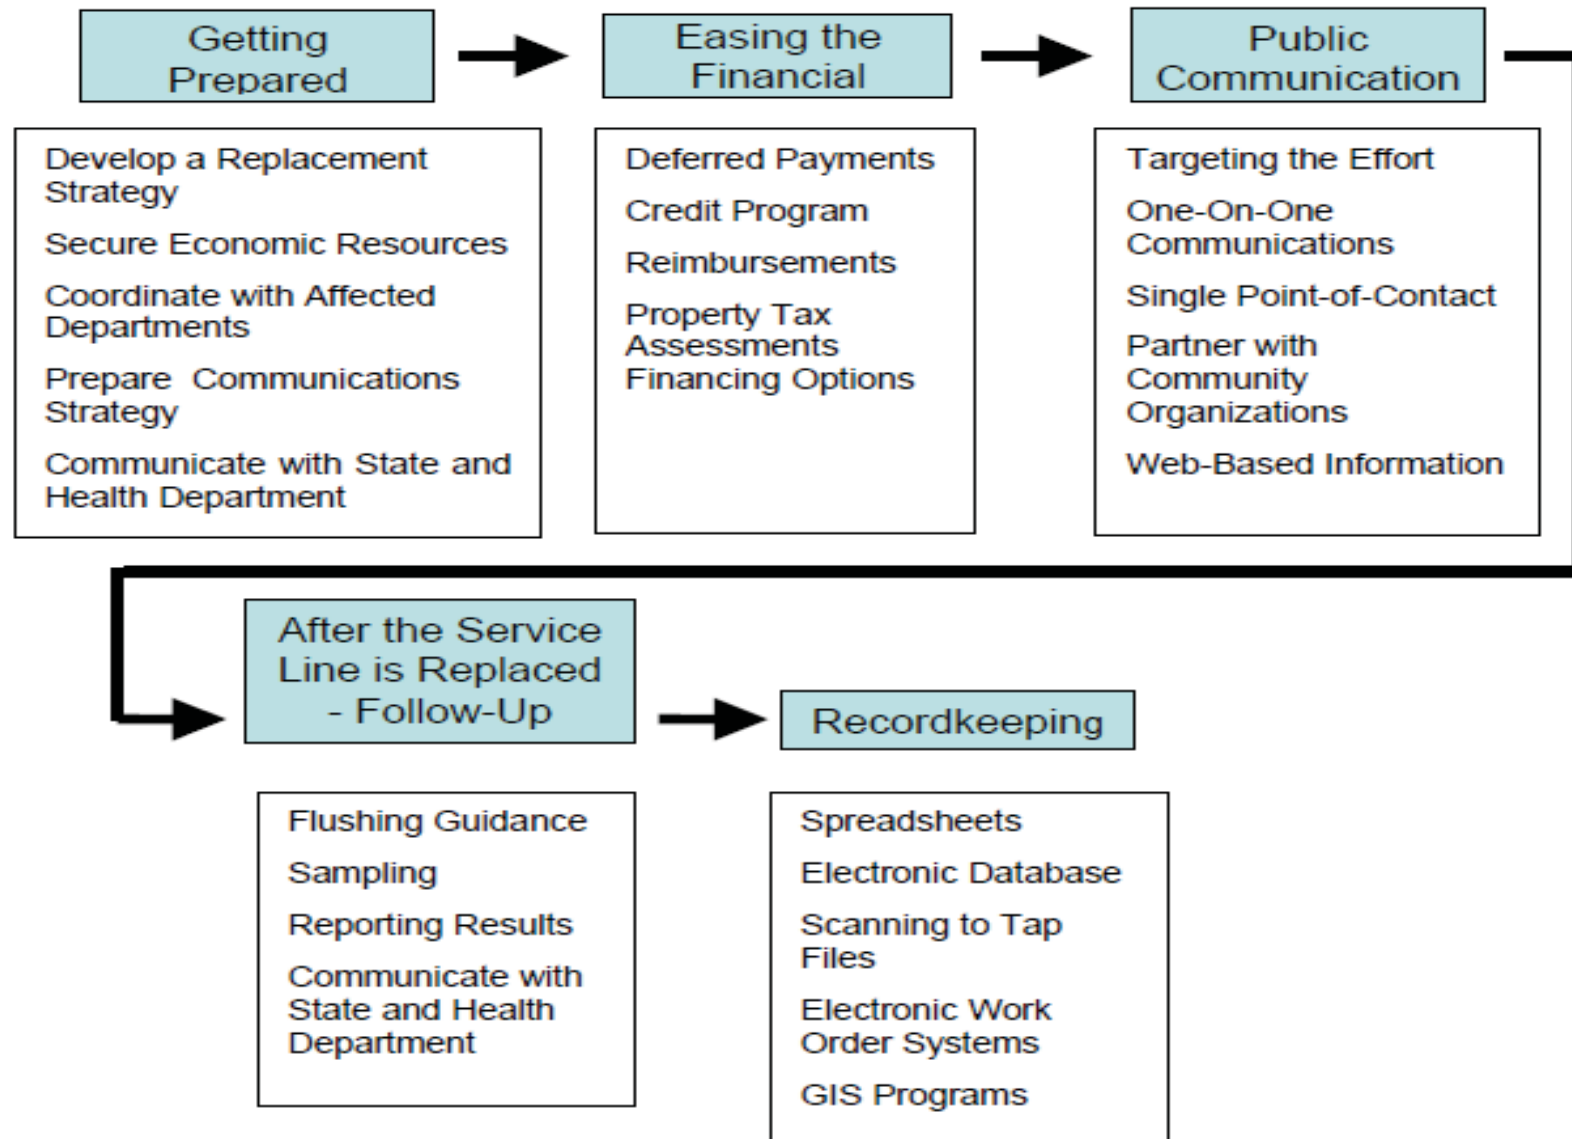 Getting
Prepared
Easing the
Financial
Public
Communication
Develop a Replacement
Strategy
Secure Economic Resources
Coordinate with Affected
Departments
Prepare Communications
Strategy
Communicate with State and
Health Department
Deferred Payments
Credit Program
Reimbursements
Property Tax
Assessments
Financing Options
Targeting the Effort
One-On-One
Communications
Single Point-of-Contact
Partner with
Community
Organizations
Web-Based Information
After the Service
Line is Replaced
- Follow-Up
Recordkeeping
Flushing Guidance
Sampling
Reporting Results
Communicate with
State and Health
Department
Spreadsheets
Electronic Database
Scanning to Tap
Files
Electronic Work
Order Systems
GIS Programs